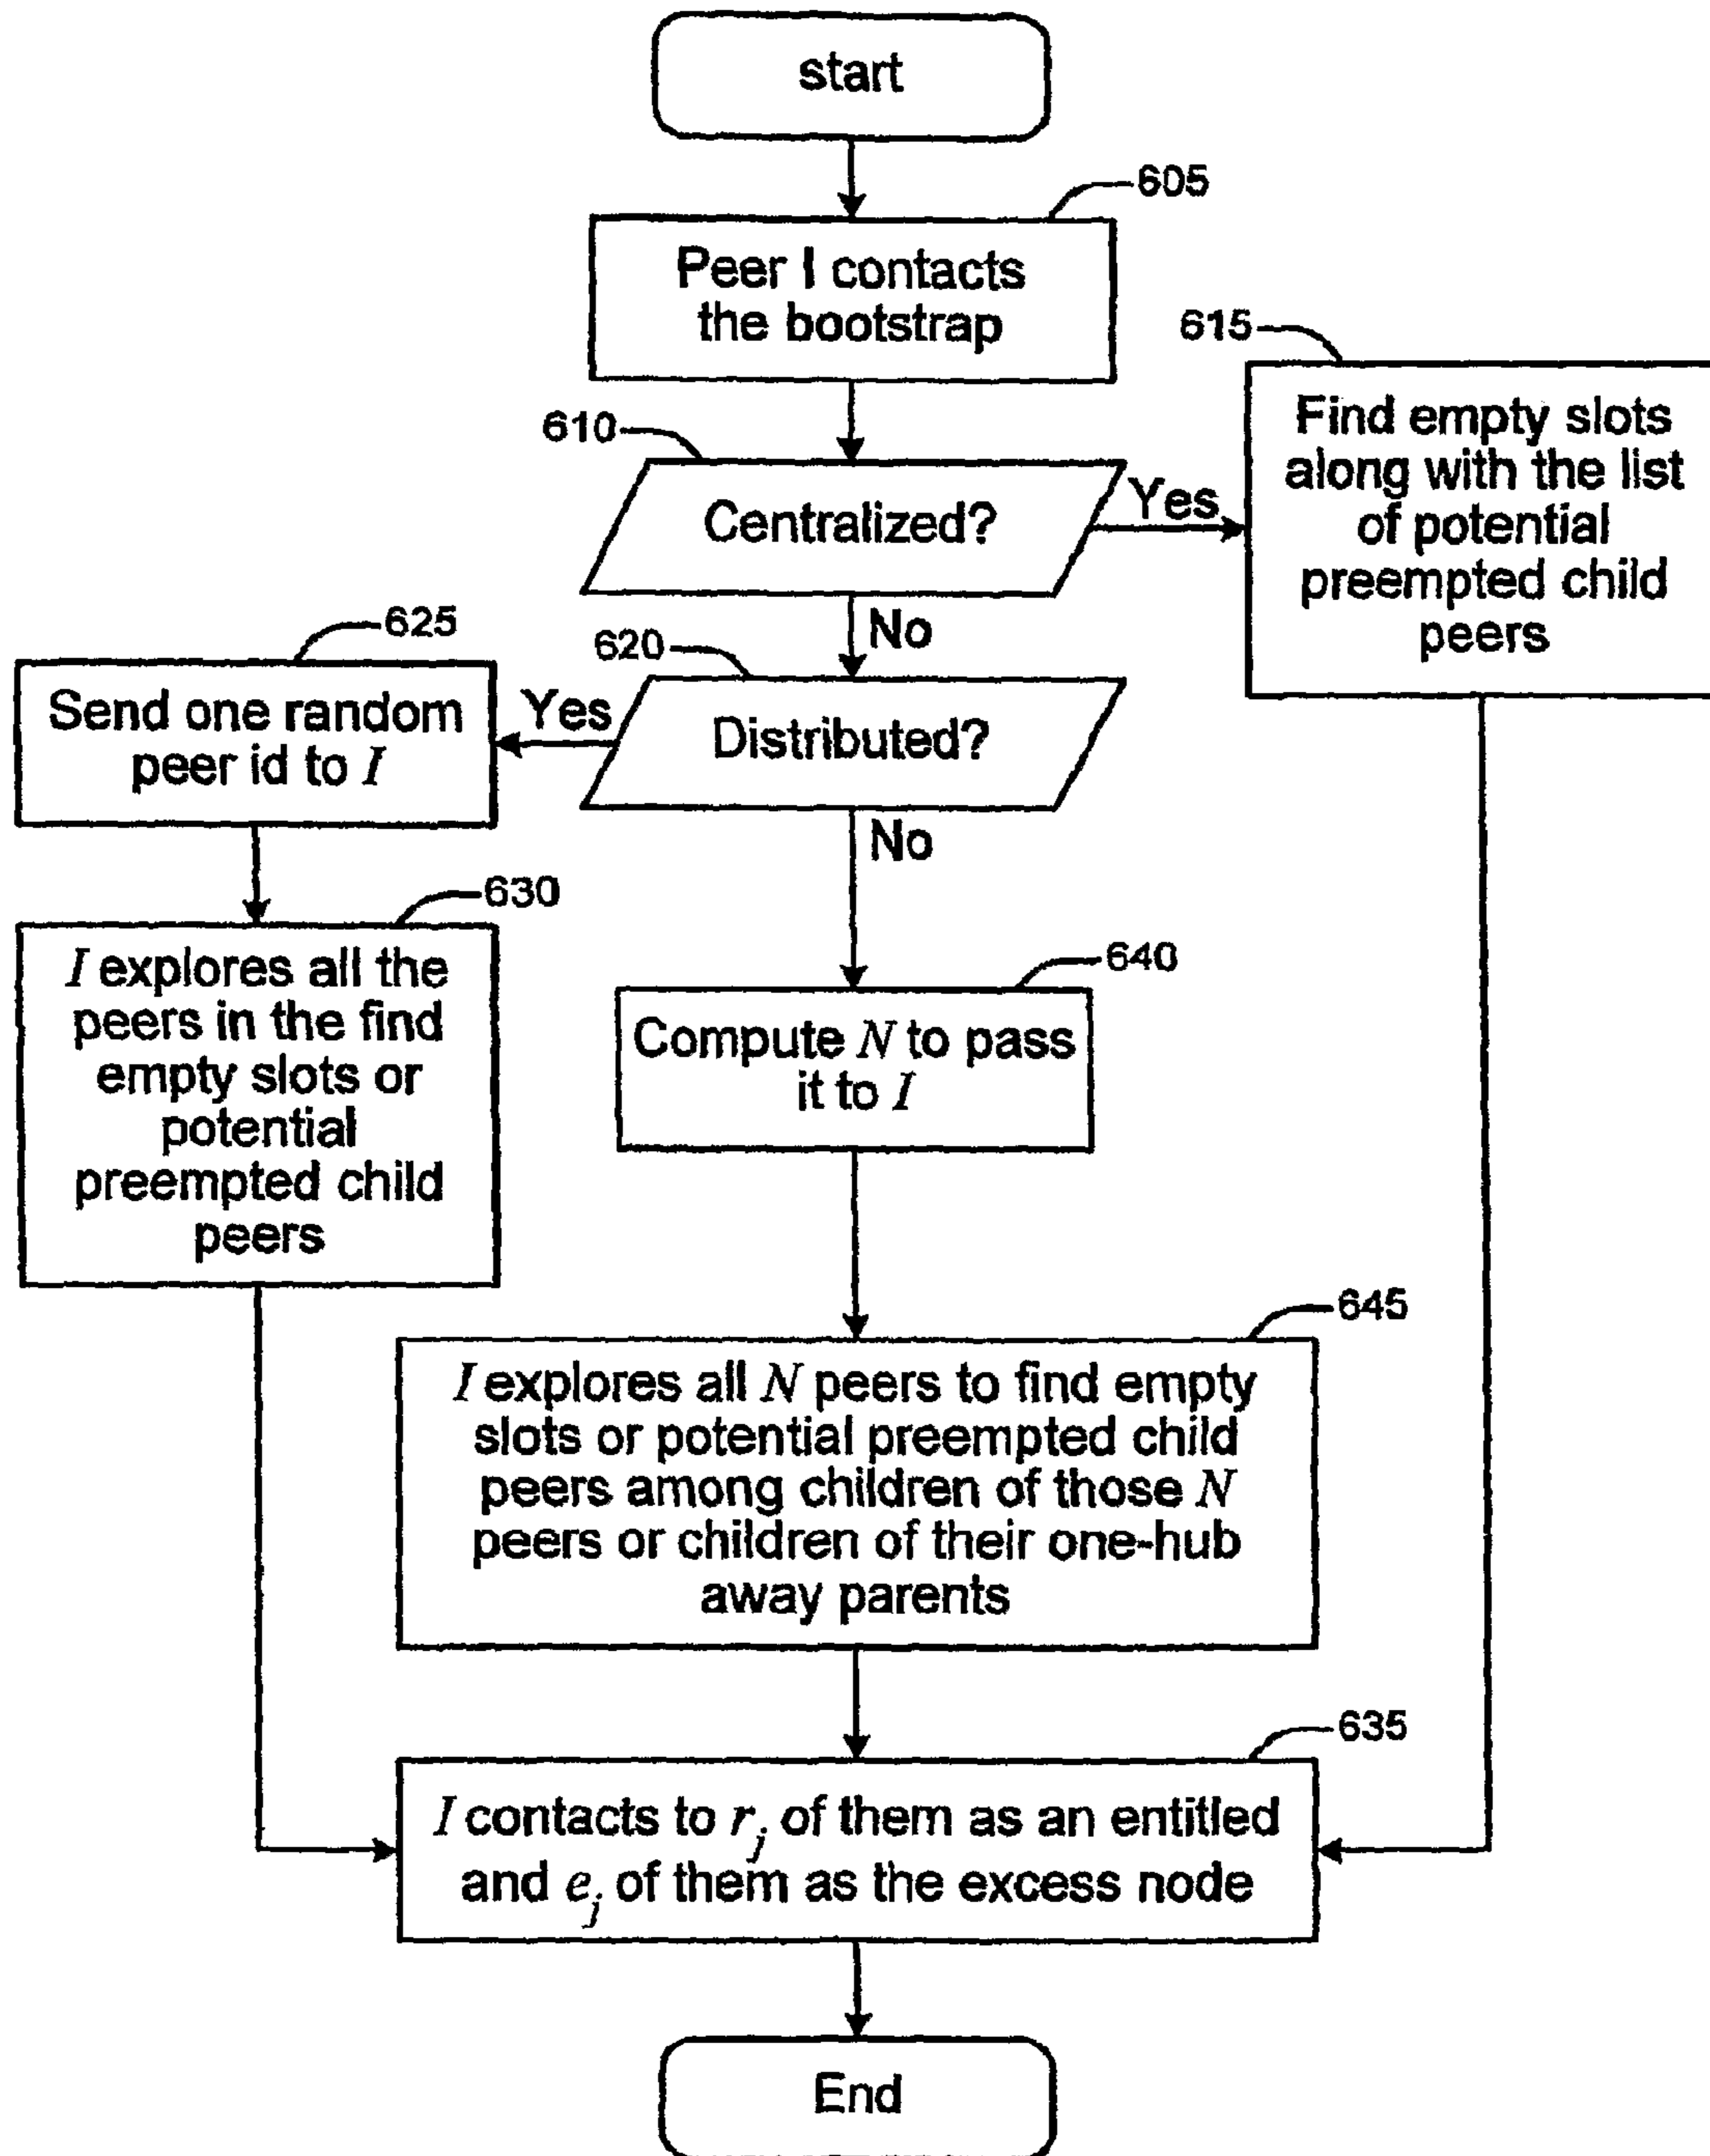 start
605
Peer I contacts
the bootstrap
610
Centralized?
Yes
615
Find empty slots
along with the list
of potential
preempted child
peers
No
620
Distributed?
Yes
625
Send one random
peer id to I
No
630
I explores all the
peers in the find
empty slots or
potential
preempted child
peers
640
Compute N to pass
it to I
645
I explores all N peers to find empty
slots or potential preempted child
peers among children of those N
peers or children of their one-hub
away parents
635
I contacts to r_j of them as an entitled
and e_j of them as the excess node
End